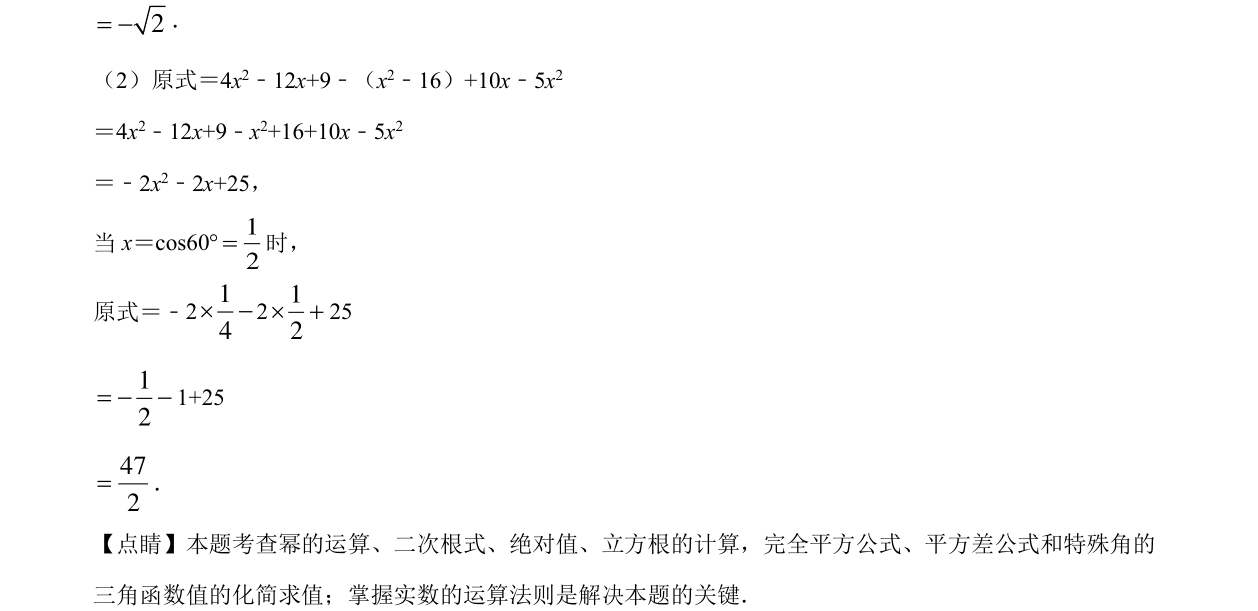 =−√2.
（2）原式＝4x²﹣12x+9﹣（x²﹣16）+10x﹣5x²
＝4x²﹣12x+9﹣x²+16+10x﹣5x²
＝﹣2x²﹣2x+25，
当 x＝cos60°=1/2时，
原式＝﹣2×1/4−2×1/2+25
=−1/2−1+25
=47/2.
【点睛】本题考查幂的运算、二次根式、绝对值、立方根的计算，完全平方公式、平方差公式和特殊角的
三角函数值的化简求值；掌握实数的运算法则是解决本题的关键．